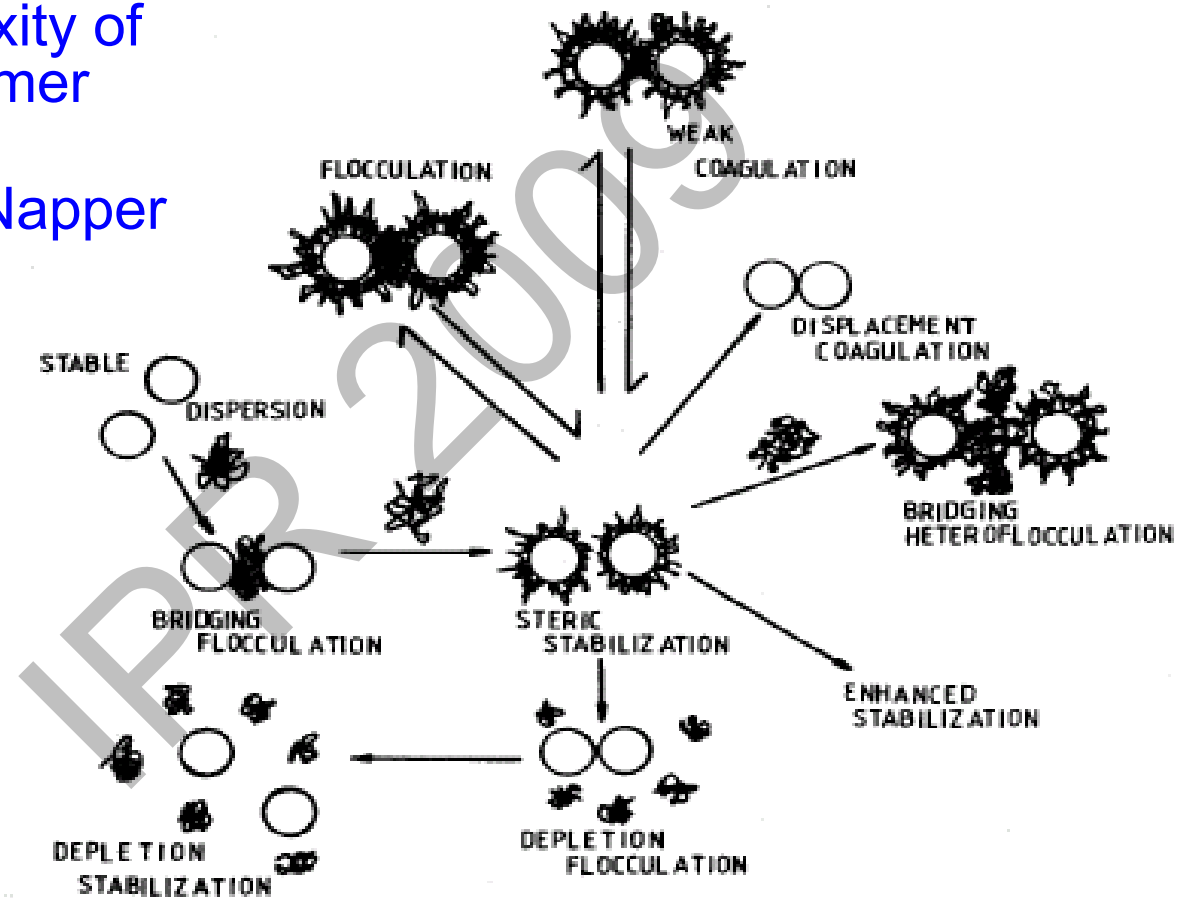 xity of
mer
Napper
WEAK
COAGULATION
FLOCCULATION
DISPLACEMENT
COAGULATION
STABLE
DISPERSION
BRIDGING
HETEROFLOCCULATION
BRIDGING
FLOCCULATION
STERIC
STABILIZATION
ENHANCED
STABILIZATION
DEPLETION
FLOCCULATION
DEPLETION
STABILIZATION
IPR 2009